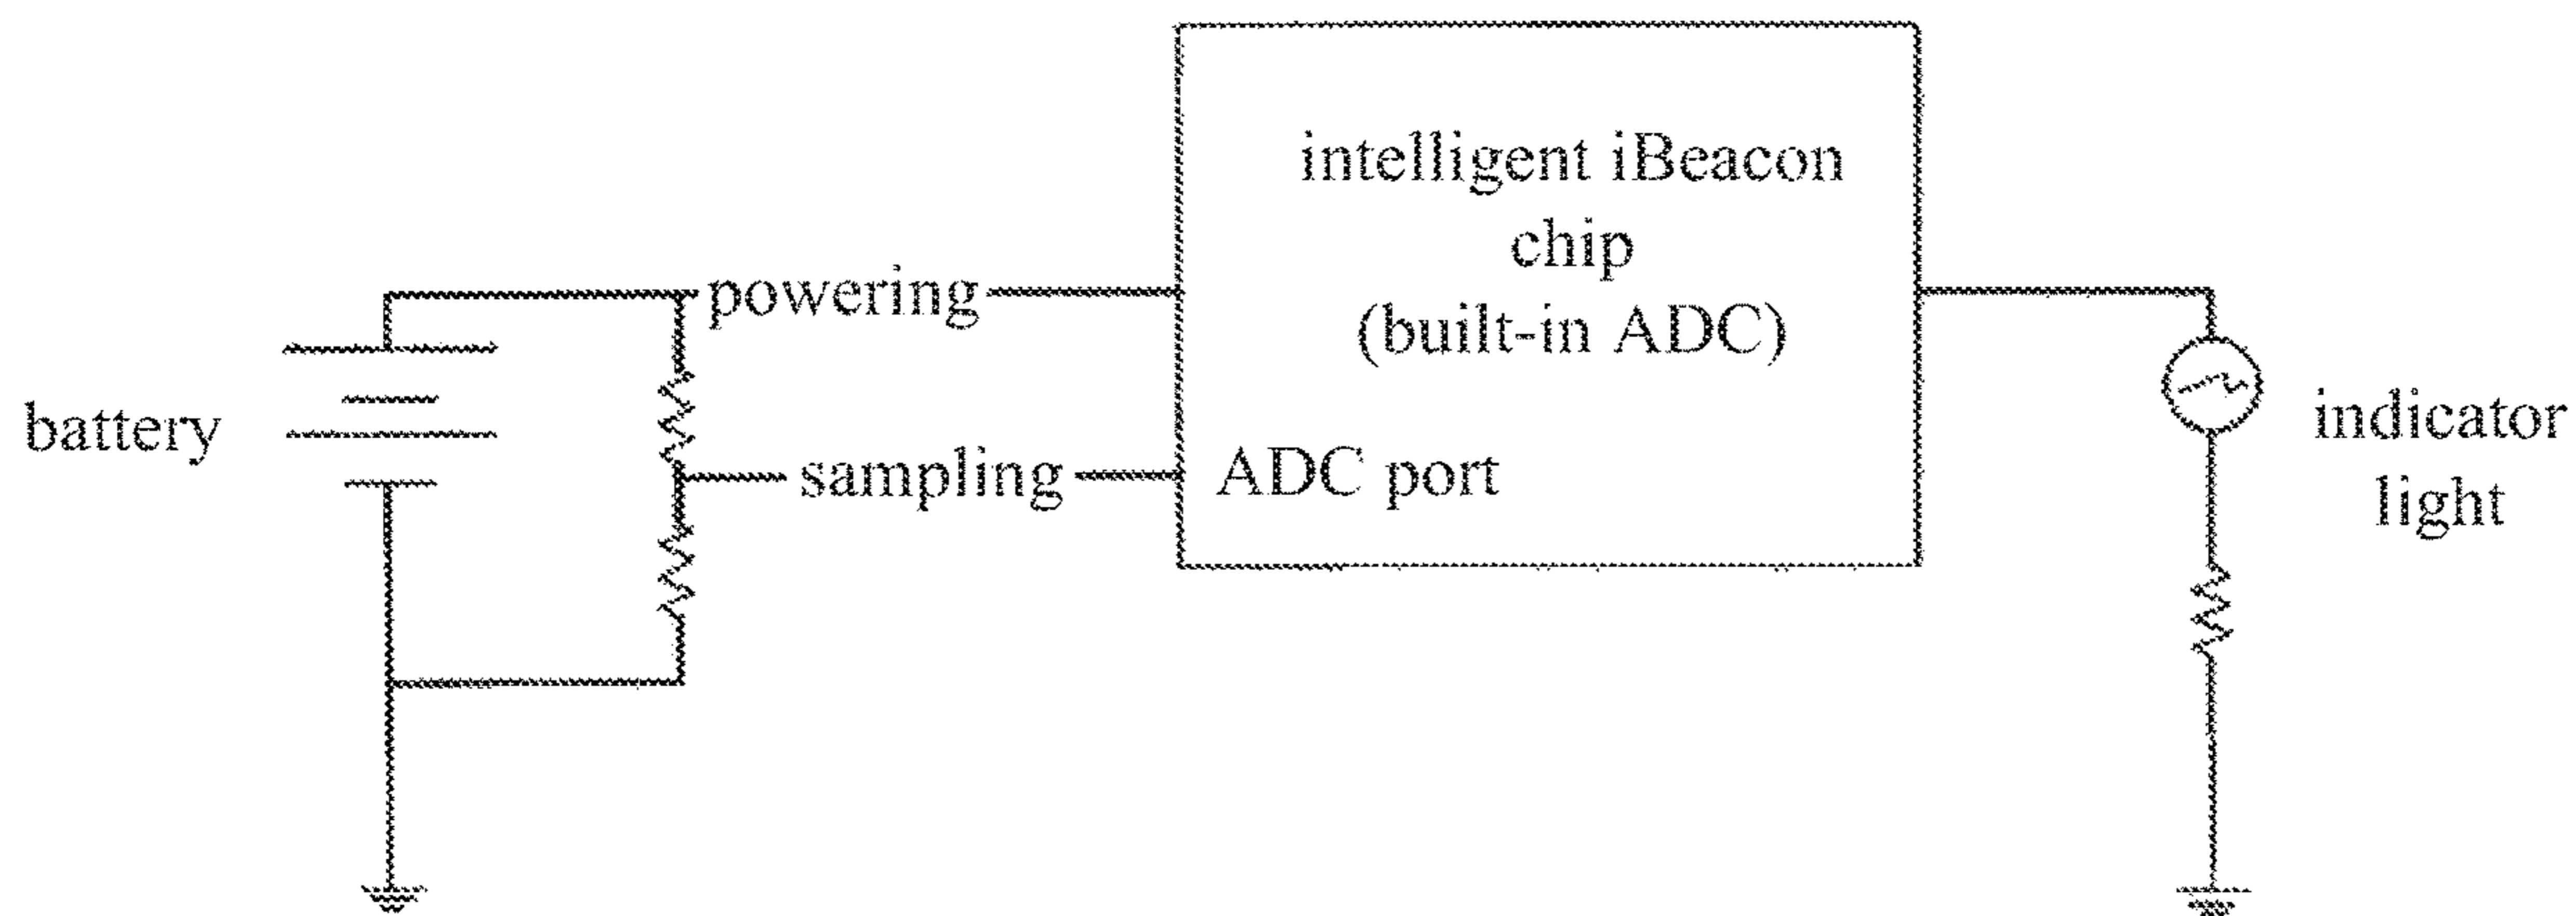 intelligent iBeacon
chip
(built-in ADC)
powering
battery
sampling
ADC port
indicator
light